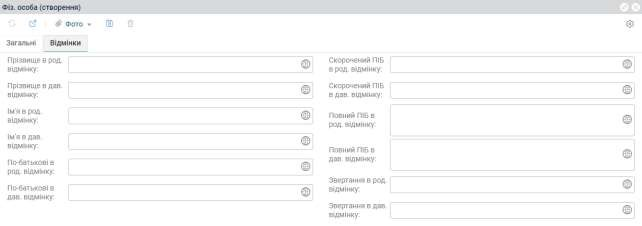 Фіз. особа (створення)
Фото
Загальні
Відмінки
Прізвище в род.
відмінку:
Прізвище в дав.
відмінку:
Ім'я в род.
відмінку:
Ім'я в дав.
відмінку:
По-батькові в
род. відмінку:
По-батькові в
дав. відмінку:
Скорочений ПІБ
в род. відмінку:
Скорочений ПІБ
в дав. відмінку:
Повний ПІБ в
род. відмінку:
Повний ПІБ в
дав. відмінку:
Звертання в род.
відмінку:
Звертання в дав.
відмінку: